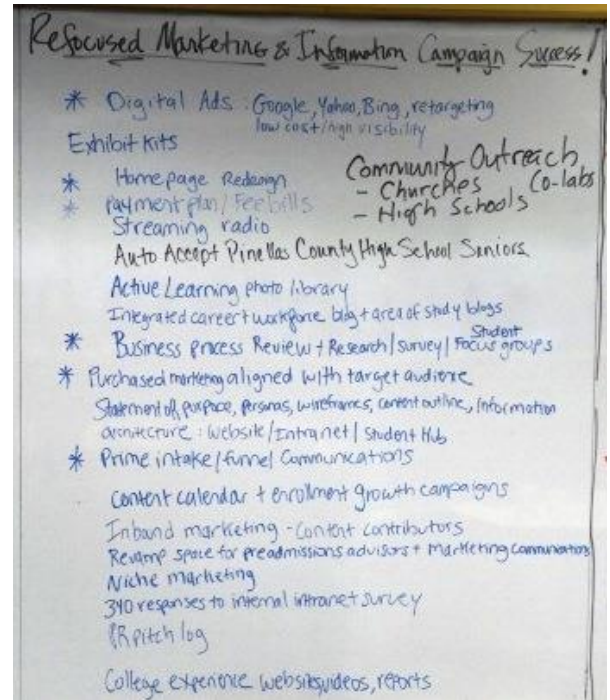 Refocused Marketing & Information Campaign Success!
* Digital Ads: Google, Yahoo, Bing, retargeting
low cost/high visibility
Exhibit Kits
* Homepage Redesign
* Payment plan/Fee bills
Community Outreach
- Churches Co-labs
- High Schools
Streaming radio
Auto Accept Pinellas County High School Seniors
Active Learning photo library
Integrated career + workforce blog + area of study blogs
* Business process Review + Research/survey/ Student Focus groups
* Purchased marketing aligned with target audience
Statement of purpose, personas, wireframes, content outline, information
architecture: website/Intranet/Student Hub
* Prime intake/funnel Communications
Content calendar + enrollment growth campaigns
Inbound marketing - Content contributors
Revamp space for preadmissions advisors + Marketing Communications
Niche marketing
340 responses to internal intranet survey
PR pitch log
College experience websites, videos, reports